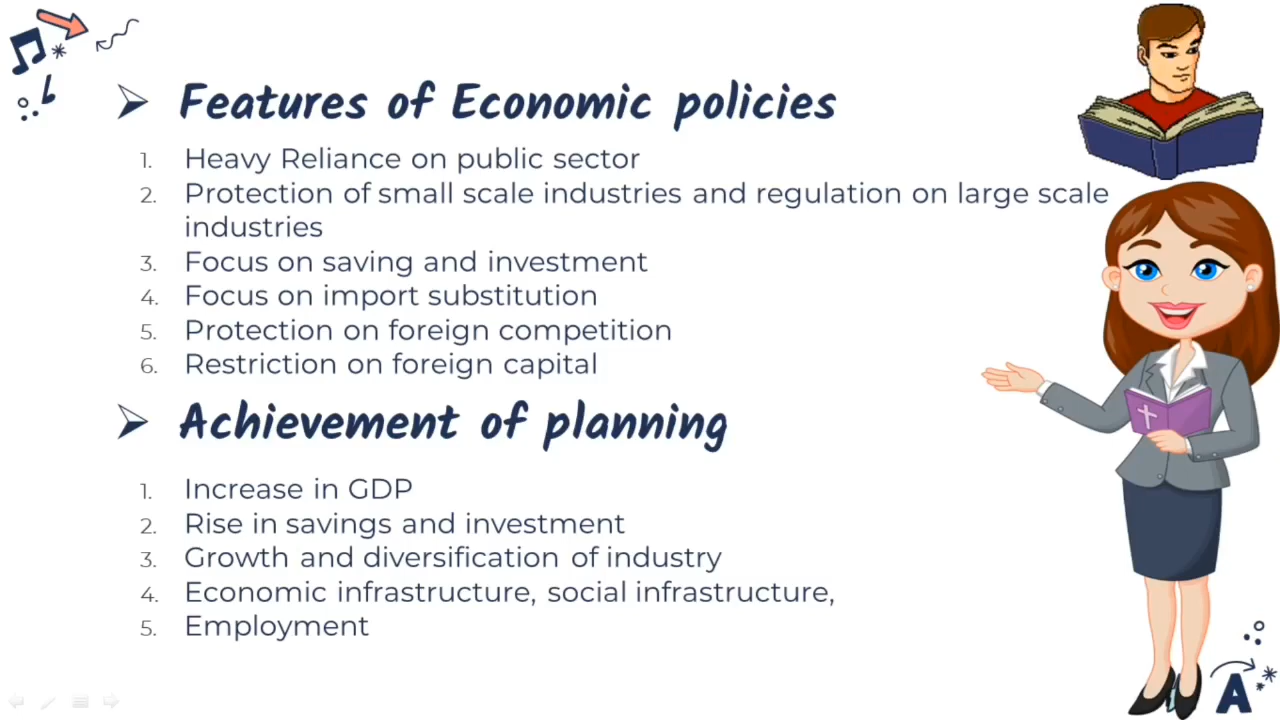 Features of Economic policies
1. Heavy Reliance on public sector
2. Protection of small scale industries and regulation on large scale
industries
3. Focus on saving and investment
4. Focus on import substitution
5. Protection on foreign competition
6. Restriction on foreign capital
Achievement of planning
1. Increase in GDP
2. Rise in savings and investment
3. Growth and diversification of industry
4. Economic infrastructure, social infrastructure,
5. Employment
A